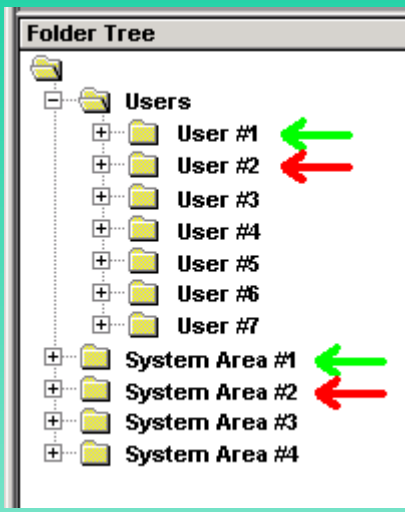 Folder Tree
Users
User #1
User #2
User #3
User #4
User #5
User #6
User #7
System Area #1
System Area #2
System Area #3
System Area #4